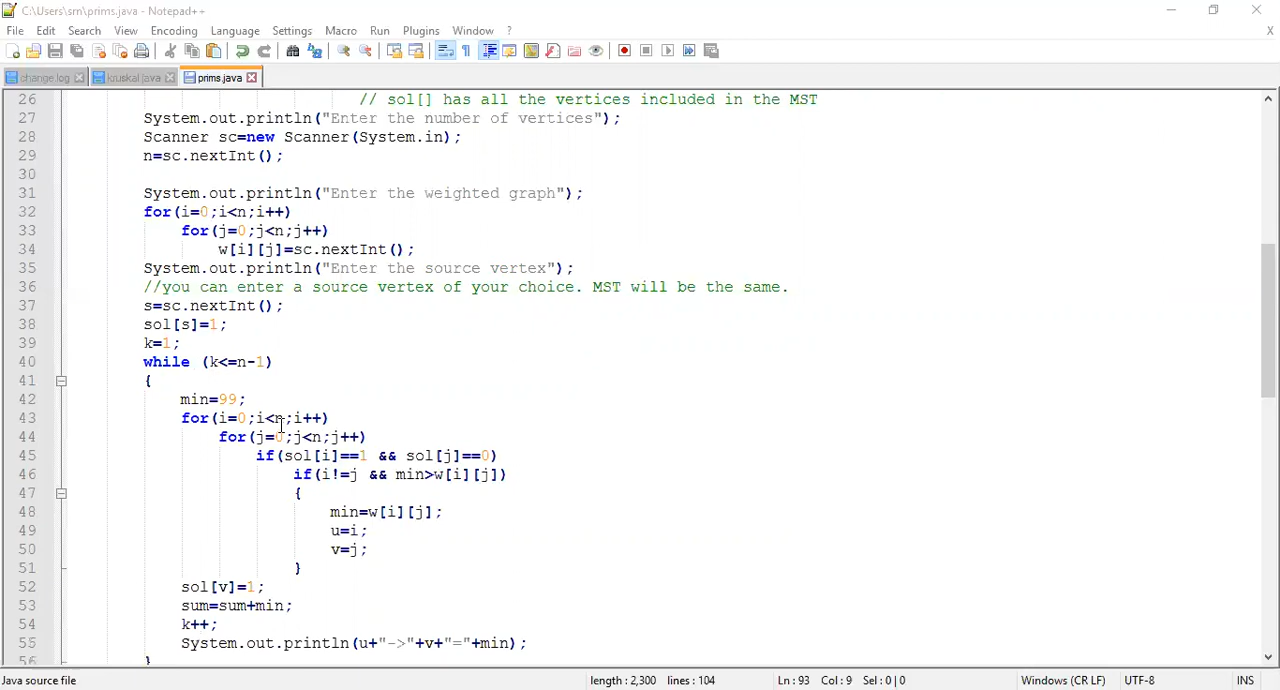 C:\Users\srn\prims.java - Notepad++
File Edit Search View Encoding Language Settings Macro Run Plugins Window ? X
change.log kruskal.java prims.java
26 // sol[] has all the vertices included in the MST
27 System.out.println("Enter the number of vertices");
28 Scanner sc=new Scanner(System.in);
29 n=sc.nextInt();
30
31 System.out.println("Enter the weighted graph");
32 for(i=0;i<n;i++)
33 for(j=0;j<n;j++)
34 w[i][j]=sc.nextInt();
35 System.out.println("Enter the source vertex");
36 //you can enter a source vertex of your choice. MST will be the same.
37 s=sc.nextInt();
38 sol[s]=1;
39 k=1;
40 while (k<=n-1)
41 {
42 min=99;
43 for(i=0;i<n;i++)
44 for(j=0;j<n;j++)
45 if(sol[i]==1 && sol[j]==0)
46 if(i!=j && min>w[i][j])
47 {
48 min=w[i][j];
49 u=i;
50 v=j;
51 }
52 sol[v]=1;
53 sum=sum+min;
54 k++;
55 System.out.println(u+"->"+v+"="+min);
56 }
Java source file length : 2,300 lines : 104 Ln : 93 Col : 9 Sel : 0 | 0 Windows (CR LF) UTF-8 INS